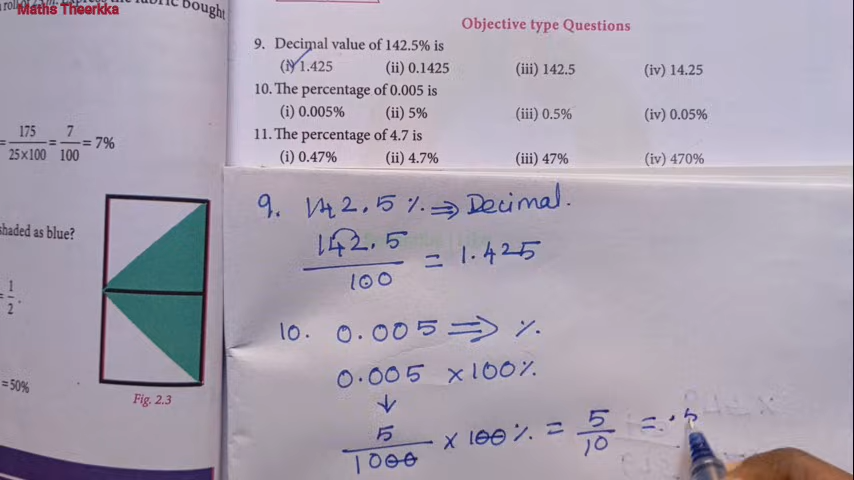 Maths Theerkka
fabric bought
Objective type Questions
9. Decimal value of 142.5% is
(i) 1.425 (ii) 0.1425 (iii) 142.5 (iv) 14.25
10. The percentage of 0.005 is
(i) 0.005% (ii) 5% (iii) 0.5% (iv) 0.05%
11. The percentage of 4.7 is
(i) 0.47% (ii) 4.7% (iii) 47% (iv) 470%
= 175/25×100 = 7/100 = 7%
shaded as blue?
= 1/2.
= 50%
Fig. 2.3
9. 142.5% ⇒ Decimal.
142.5/100 = 1.425
10. 0.005 ⇒ %.
0.005 × 100%.
↓
5/1000 × 100% = 5/10 = .5